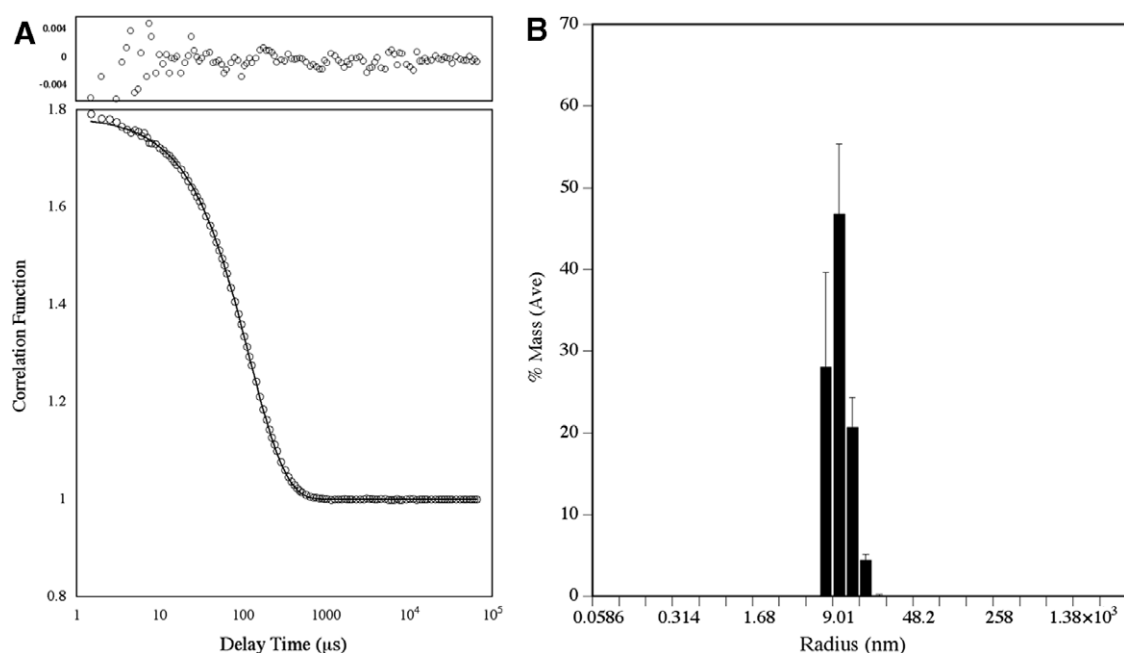 A
0.004
0
-0.004
1.8
1.6
1.4
1.2
1
0.8
Correlation Function
1 10 100 1000 10⁴ 10⁵
Delay Time (μs)
B
70
60
50
40
30
20
10
0
% Mass (Ave)
0.0586 0.314 1.68 9.01 48.2 258 1.38×10³
Radius (nm)